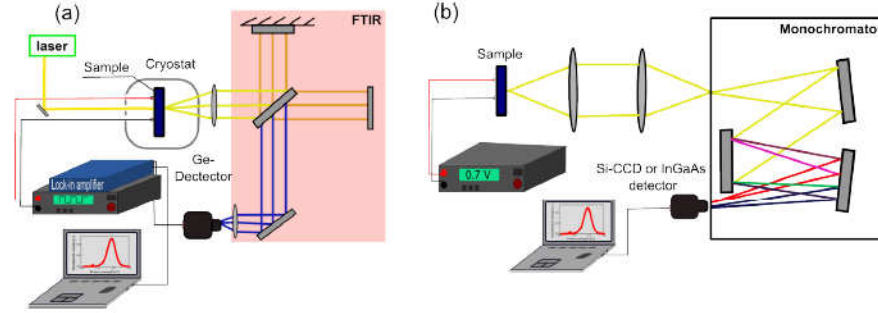 (a)
FTIR
laser
Sample
Cryostat
Ge-
Dectector
Lock-in amplifier
(b)
Monochromator
Sample
0.7 V
Si-CCD or InGaAs
detector